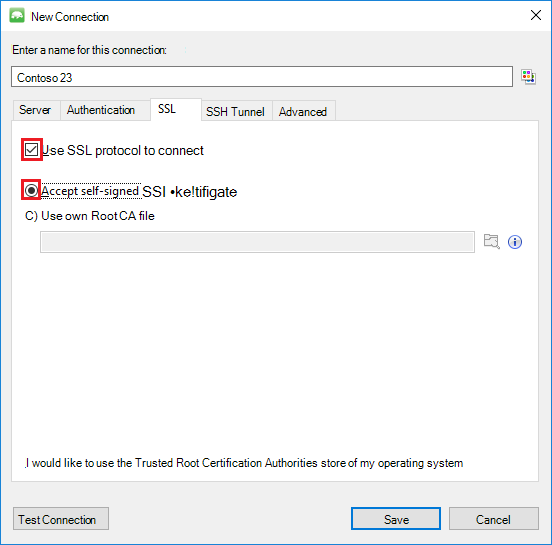 New Connection
Enter a name for this connection:
Contoso 23
Server Authentication SSL SSH Tunnel Advanced
Use SSL protocol to connect
Accept self-signed SSI •ke!tifigate
C) Use own Root CA file
.I would like to use the Trusted Root Certification Authorities store of my operating system
Test Connection Save Cancel